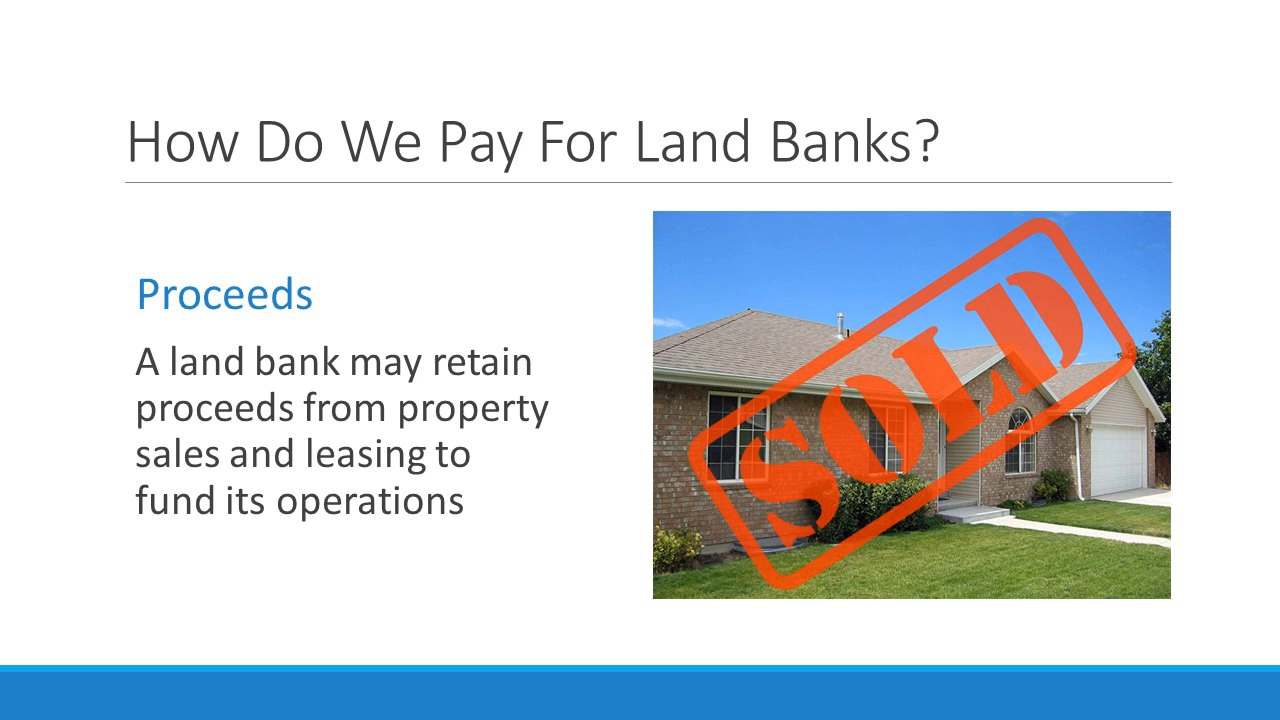 How Do We Pay For Land Banks?
Proceeds
A land bank may retain
proceeds from property
sales and leasing to
fund its operations
SOLD